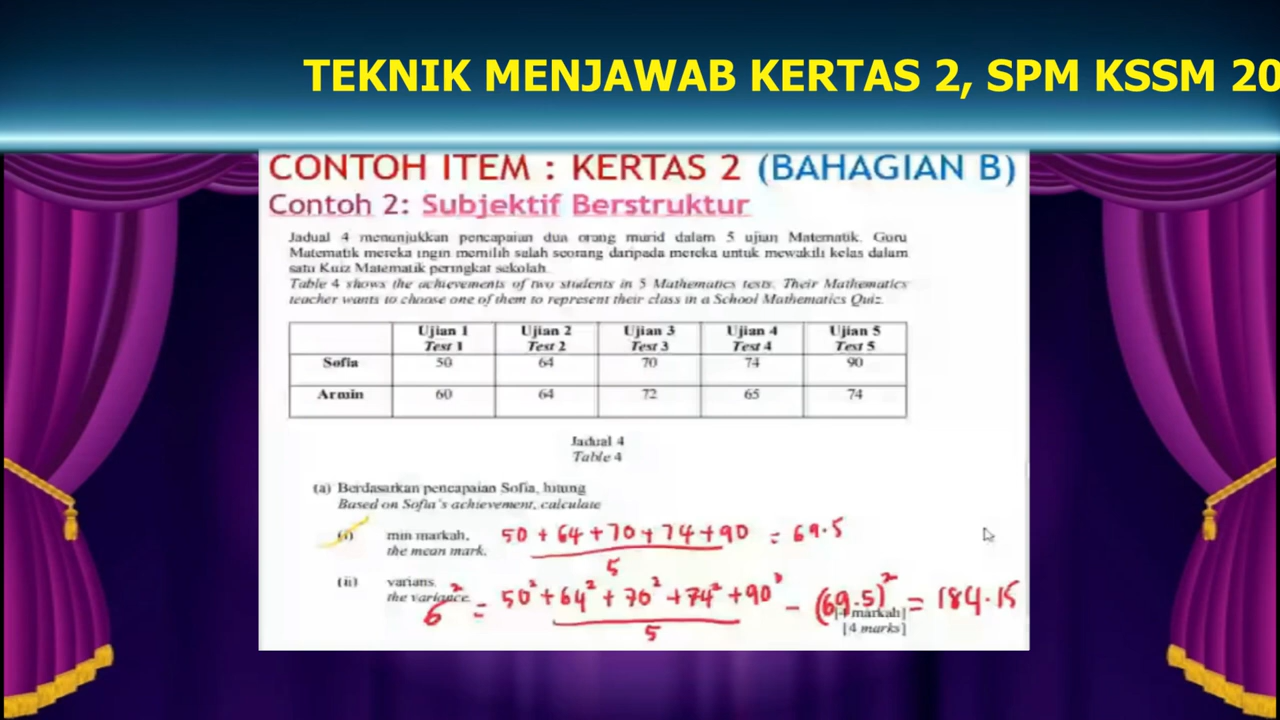 TEKNIK MENJAWAB KERTAS 2, SPM KSSM 20
CONTOH ITEM : KERTAS 2 (BAHAGIAN B)
Contoh 2: Subjektif Berstruktur
Jadual 4 menunjukkan pencapaian dua orang murid dalam 5 ujian Matematik. Guru
Matematik mereka ingin memilih salah seorang daripada mereka untuk mewakili kelas dalam
satu Kuiz Matematik peringkat sekolah.
Table 4 shows the achievements of two students in 5 Mathematics tests. Their Mathematics
teacher wants to choose one of them to represent their class in a School Mathematics Quiz.
Ujian 1 Ujian 2 Ujian 3 Ujian 4 Ujian 5
Test 1 Test 2 Test 3 Test 4 Test 5
Sofia 50 64 70 74 90
Armin 60 64 72 65 74
Jadual 4
Table 4
(a) Berdasarkan pencapaian Sofia, hitung
Based on Sofia's achievement, calculate
(i) min markah, 50 + 64 + 70 + 74 + 90 = 69.5
the mean mark, 5
(ii) varians.
the variance. 6² = 50² + 64² + 70² + 74² + 90² - (69.5)² = 184.15
5
[4 markah]
[4 marks]